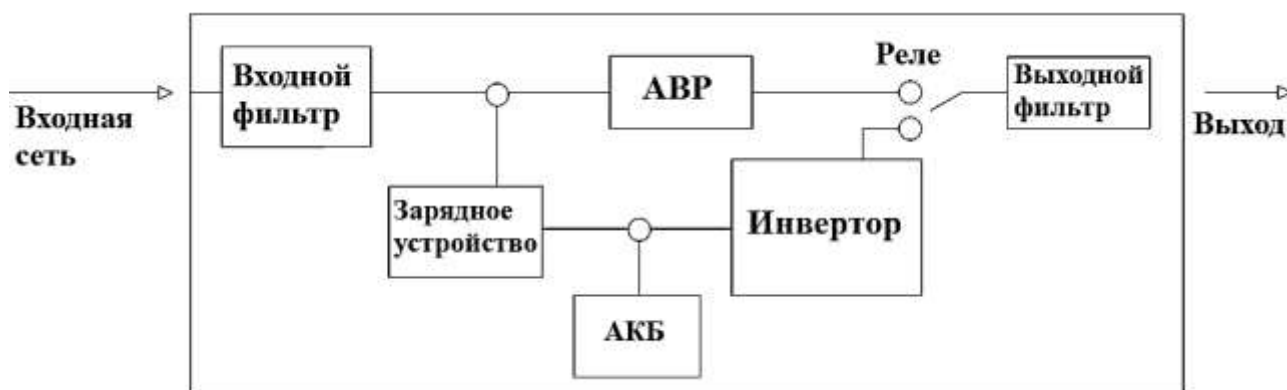 Входная
сеть
Входной
фильтр
АВР
Реле
Выходной
фильтр
Выход
Зарядное
устройство
Инвертор
АКБ